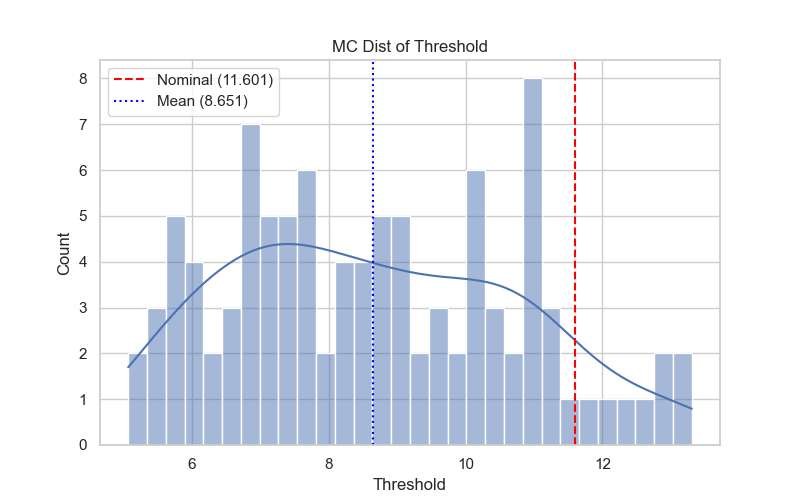 MC Dist of Threshold
Nominal (11.601)
Mean (8.651)
8
7
6
5
4
3
2
1
0
Count
6 8 10 12
Threshold